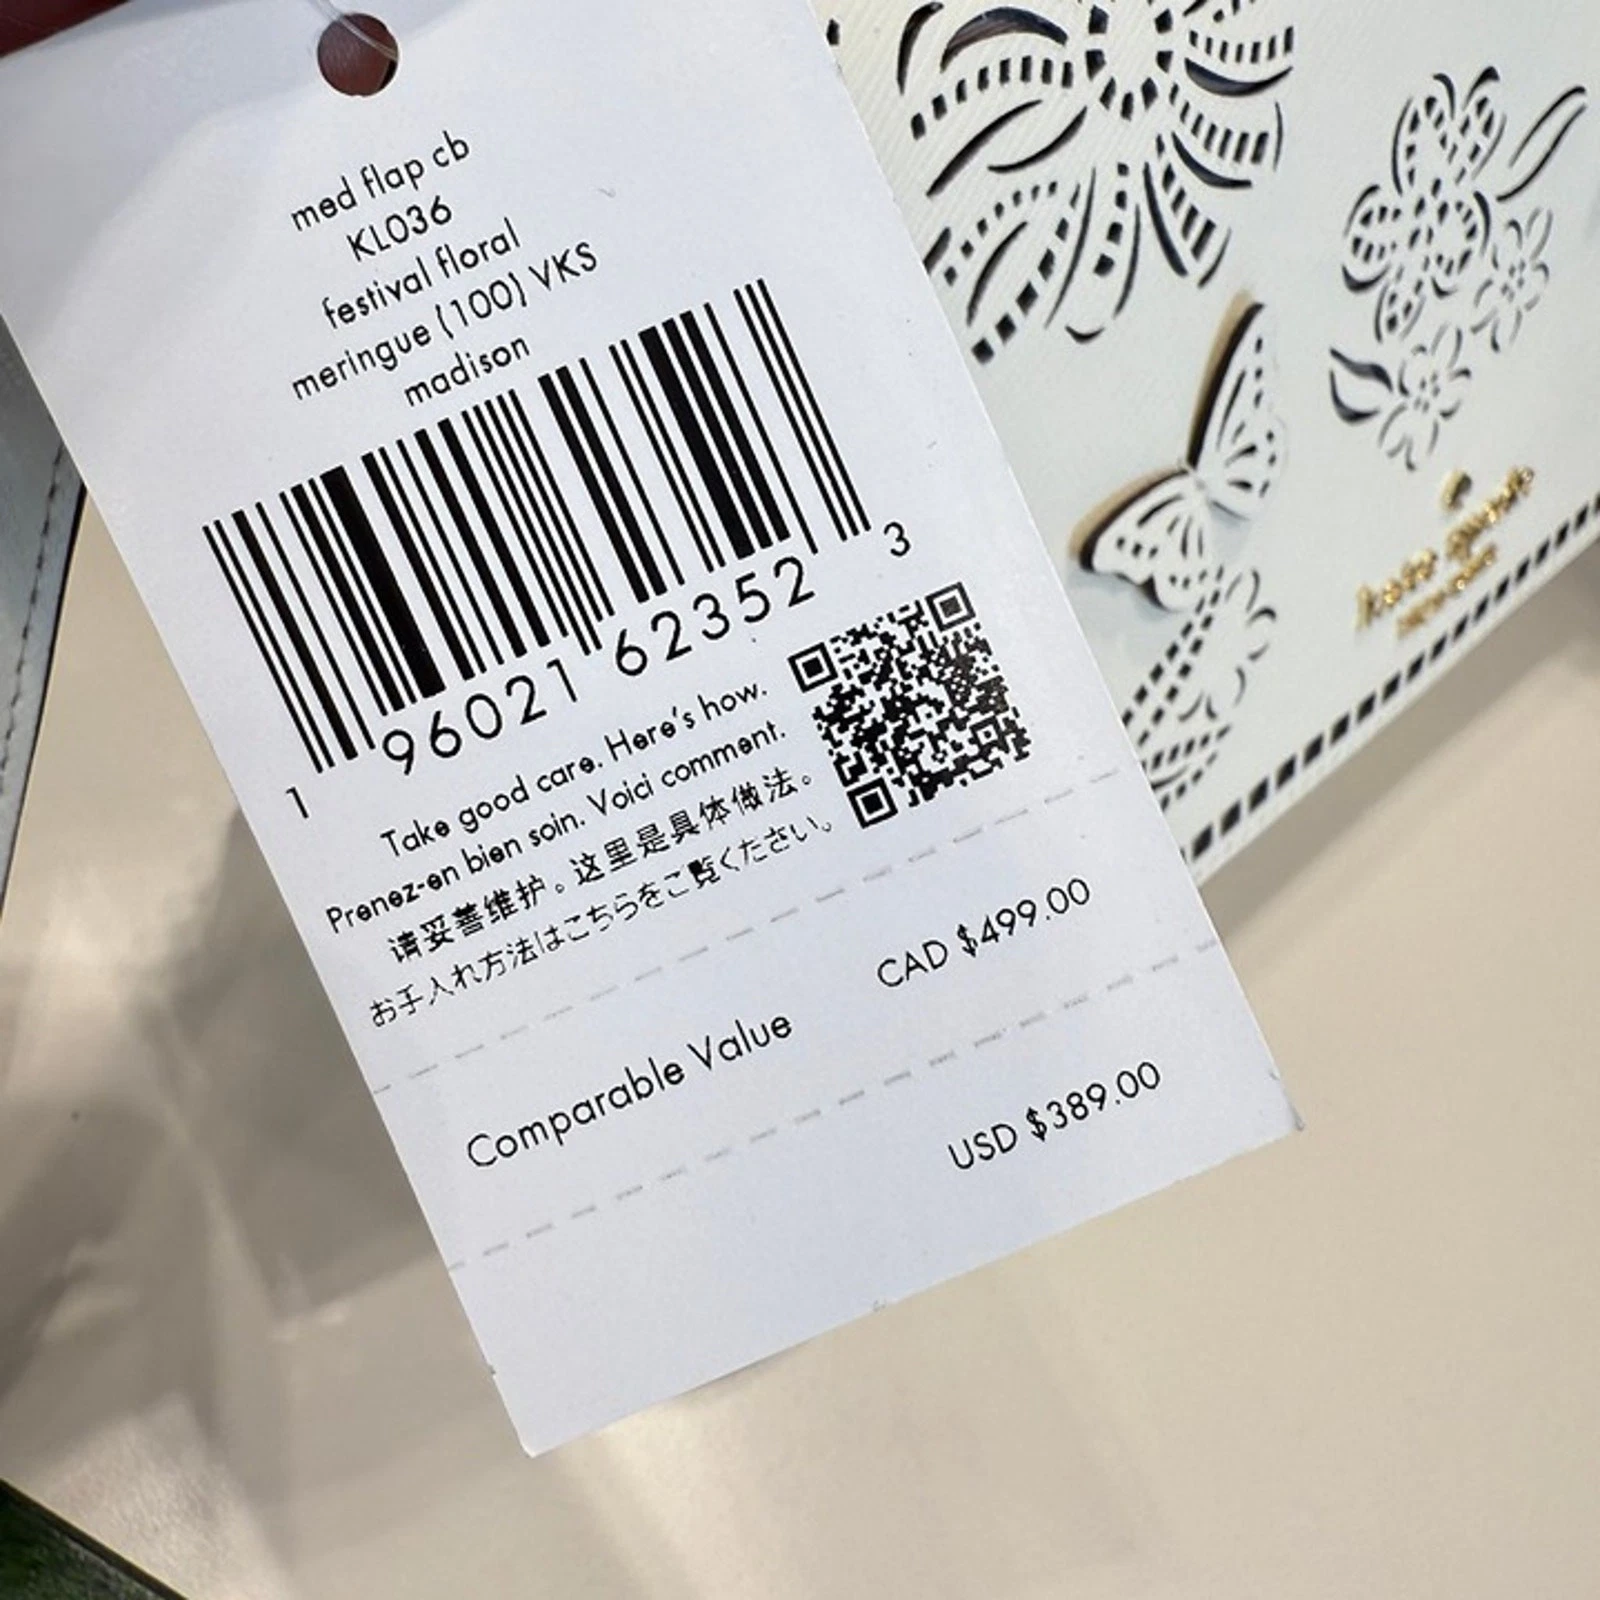 med flap cb
KL036
festival floral
meringue (100) VKS
madison
1 96021 62352 3
Take good care. Here's how.
Prenez-en bien soin. Voici comment.
请妥善维护。这里是具体做法。
お手入れ方法はこちらをご覧ください。
CAD $499.00
Comparable Value
USD $389.00
kate spade
NEW YORK